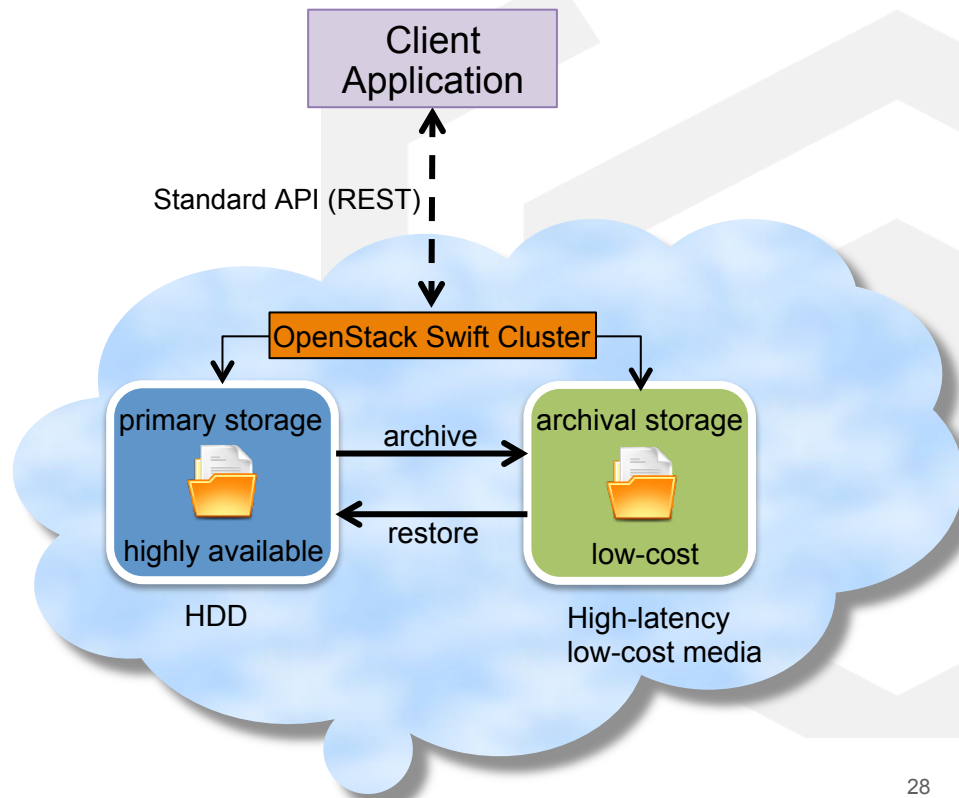 Client
Application
Standard API (REST)
OpenStack Swift Cluster
primary storage
highly available
archive
restore
archival storage
low-cost
HDD
High-latency
low-cost media
28